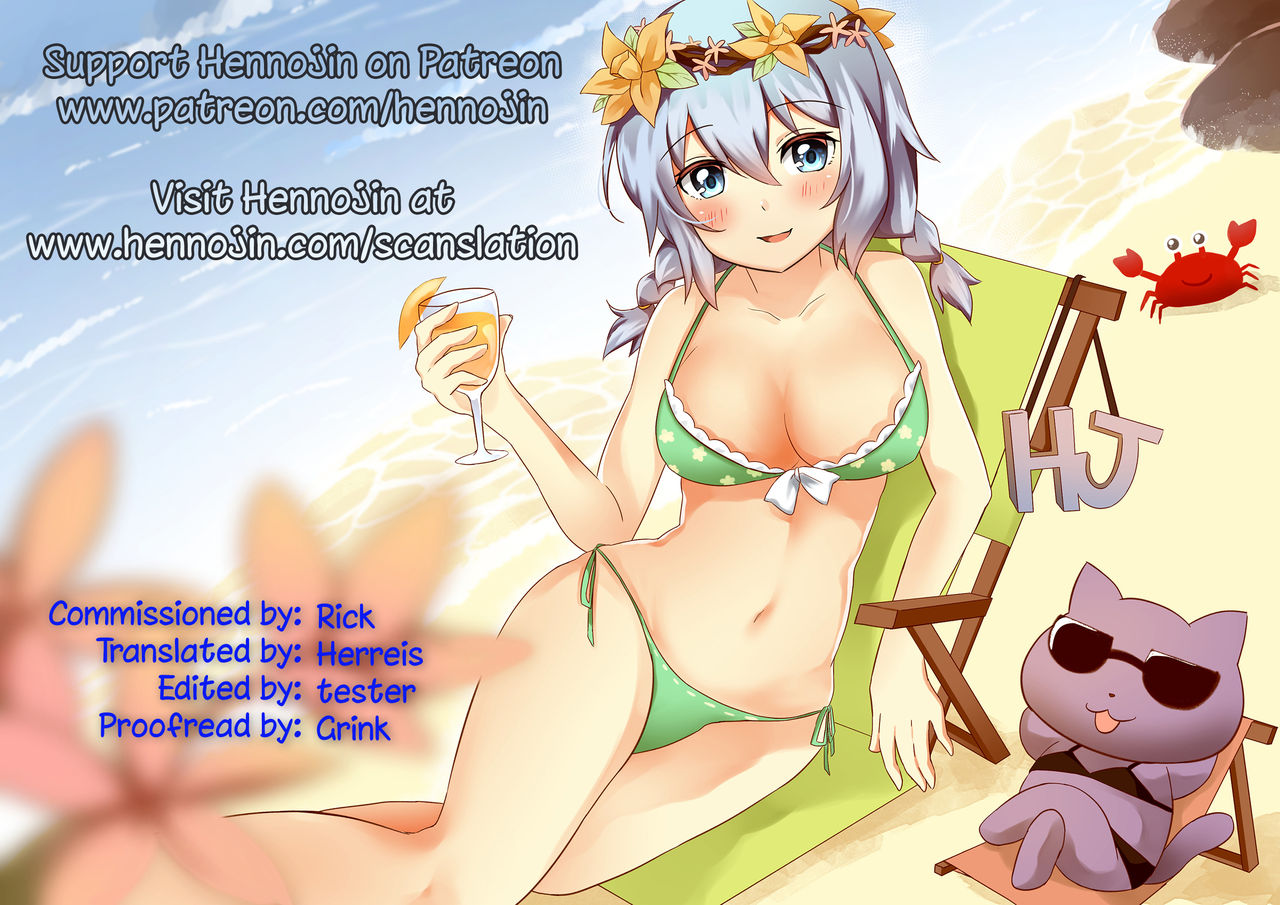 Support Hennojin on Patreon
www.patreon.com/hennojin
Visit Hennojin at
www.hennojin.com/scanslation
HJ
Commissioned by: Rick
Translated by: Herreis
Edited by: tester
Proofread by: Grink